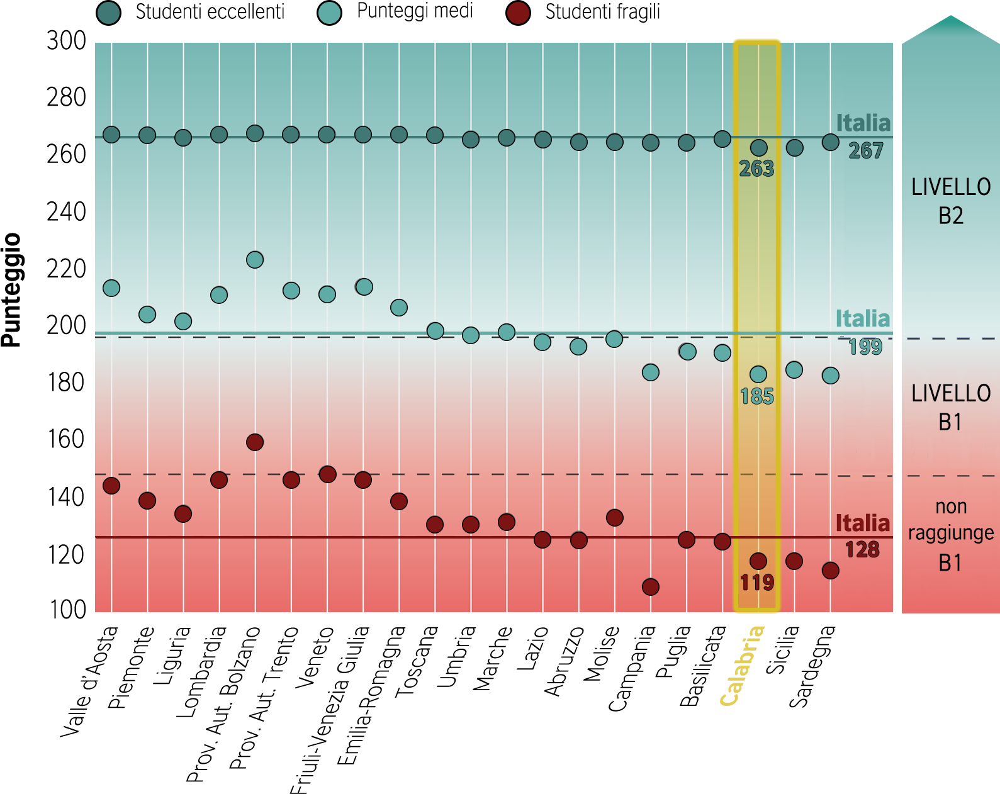 Studenti eccellenti
Punteggi medi
Studenti fragili
Punteggio
300
280
260
240
220
200
180
160
140
120
100
Italia
267
263
Italia
199
185
Italia
128
119
LIVELLO
B2
LIVELLO
B1
non
raggiunge
B1
Valle d'Aosta
Piemonte
Liguria
Lombardia
Prov. Aut. Bolzano
Prov. Aut. Trento
Veneto
Friuli-Venezia Giulia
Emilia-Romagna
Toscana
Umbria
Marche
Lazio
Abruzzo
Molise
Campania
Puglia
Basilicata
Calabria
Sicilia
Sardegna